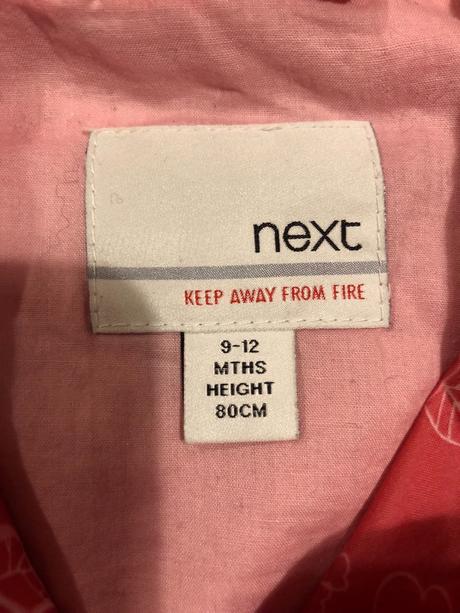 next
KEEP AWAY FROM FIRE
9-12
MTHS
HEIGHT
80CM